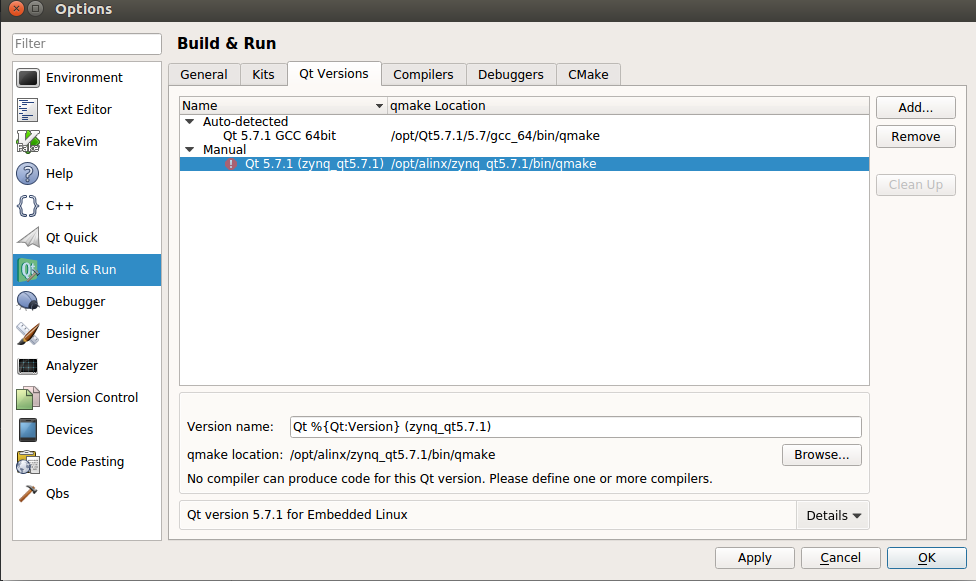 Options
Filter
Environment
Text Editor
FakeVim
Help
C++
Qt Quick
Build & Run
Debugger
Designer
Analyzer
Version Control
Devices
Code Pasting
Qbs
Build & Run
General Kits Qt Versions Compilers Debuggers CMake
Name qmake Location
Auto-detected
Qt 5.7.1 GCC 64bit /opt/Qt5.7.1/5.7/gcc_64/bin/qmake
Manual
Qt 5.7.1 (zynq_qt5.7.1) /opt/alinx/zynq_qt5.7.1/bin/qmake
Add...
Remove
Clean Up
Version name: Qt %{Qt:Version} (zynq_qt5.7.1)
qmake location: /opt/alinx/zynq_qt5.7.1/bin/qmake Browse...
No compiler can produce code for this Qt version. Please define one or more compilers.
Qt version 5.7.1 for Embedded Linux Details
Apply Cancel OK